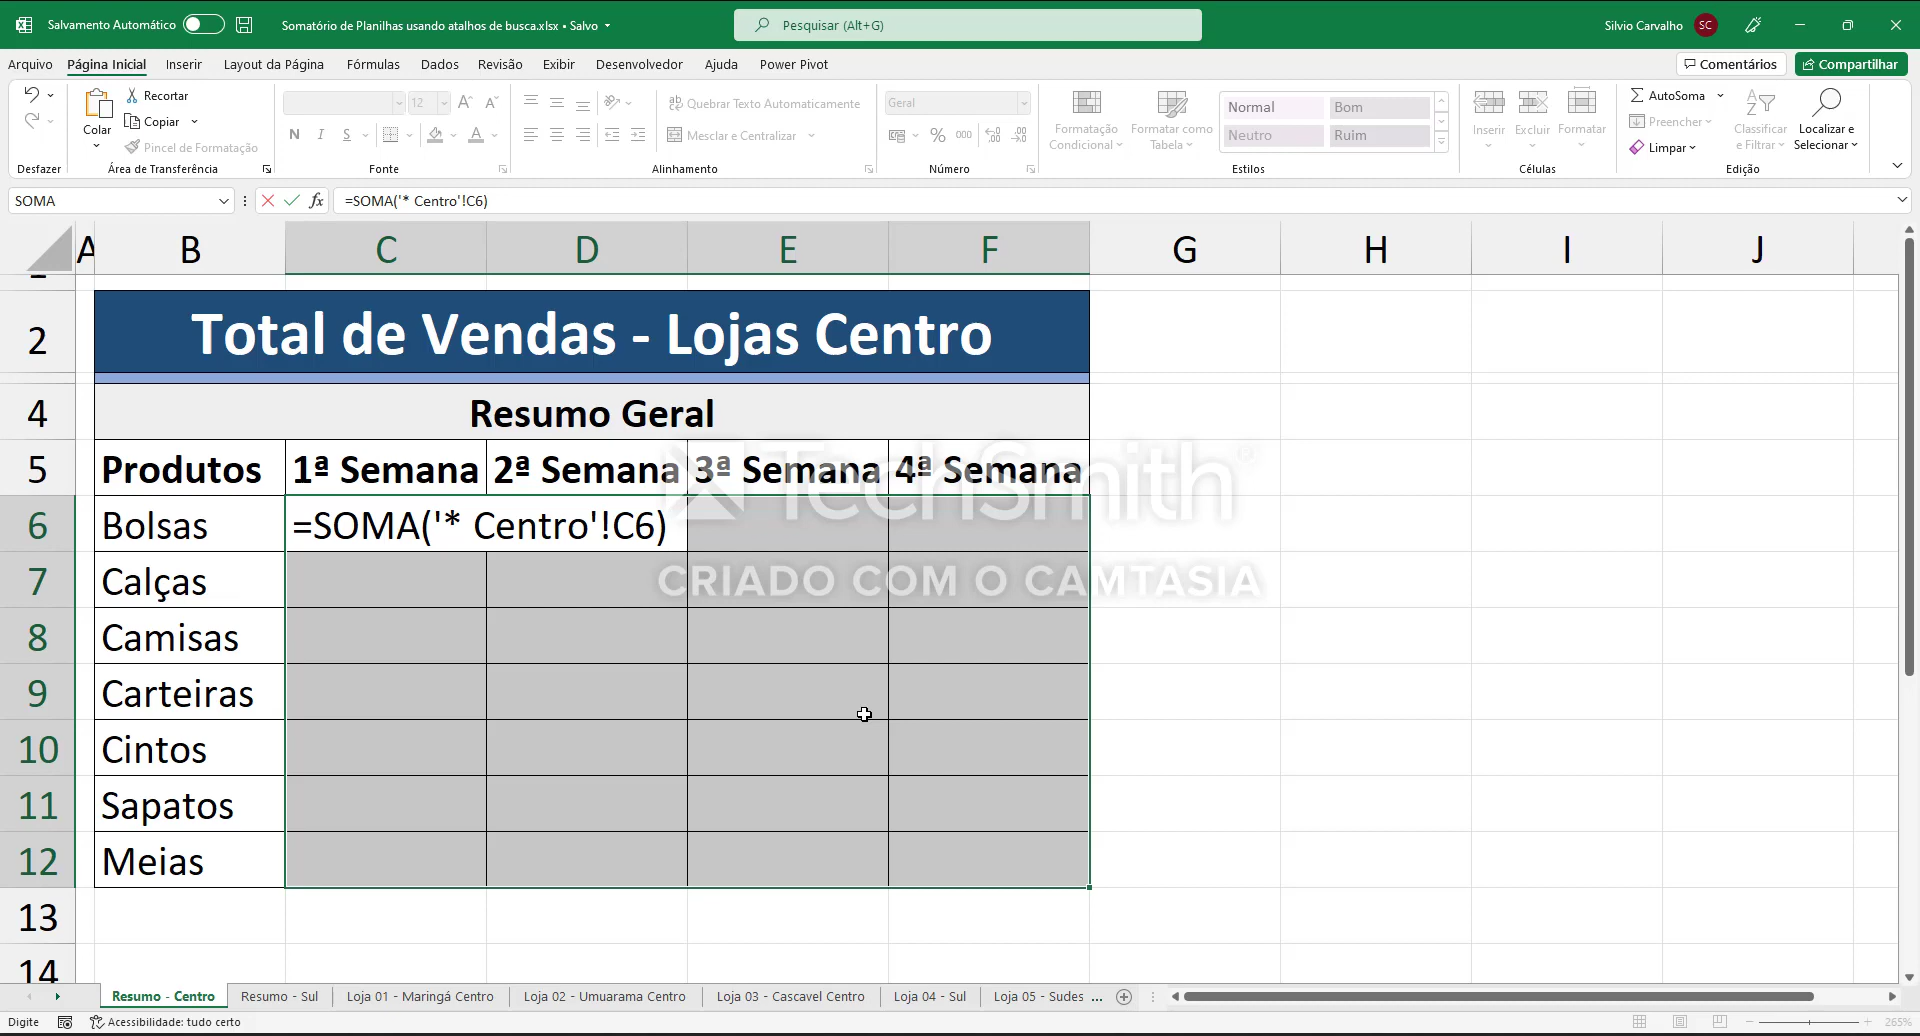 Salvamento Automático
Somatório de Planilhas usando atalhos de busca.xlsx • Salvo
Pesquisar (Alt+G)
Silvio Carvalho
SC
Arquivo
Página Inicial
Inserir
Layout da Página
Fórmulas
Dados
Revisão
Exibir
Desenvolvedor
Ajuda
Power Pivot
Comentários
Compartilhar
Desfazer
Colar
Recortar
Copiar
Pincel de Formatação
Área de Transferência
12
N I S
Fonte
Quebrar Texto Automaticamente
Mesclar e Centralizar
Alinhamento
Geral
% 000
Número
Formatação Condicional
Formatar como Tabela
Normal
Bom
Neutro
Ruim
Estilos
Inserir
Excluir
Formatar
Células
AutoSoma
Preencher
Limpar
Classificar e Filtrar
Localizar e Selecionar
Edição
SOMA
fx
=SOMA('* Centro'!C6)
A B C D E F G H I J
2 Total de Vendas - Lojas Centro
4 Resumo Geral
5 Produtos 1ª Semana 2ª Semana 3ª Semana 4ª Semana
TechSmith®
6 Bolsas =SOMA('* Centro'!C6)
7 Calças
CRIADO COM O CAMTASIA
8 Camisas
9 Carteiras
10 Cintos
11 Sapatos
12 Meias
13
14
Resumo - Centro
Resumo - Sul
Loja 01 - Maringá Centro
Loja 02 - Umuarama Centro
Loja 03 - Cascavel Centro
Loja 04 - Sul
Loja 05 - Sudes ...
Digite
Acessibilidade: tudo certo
265%